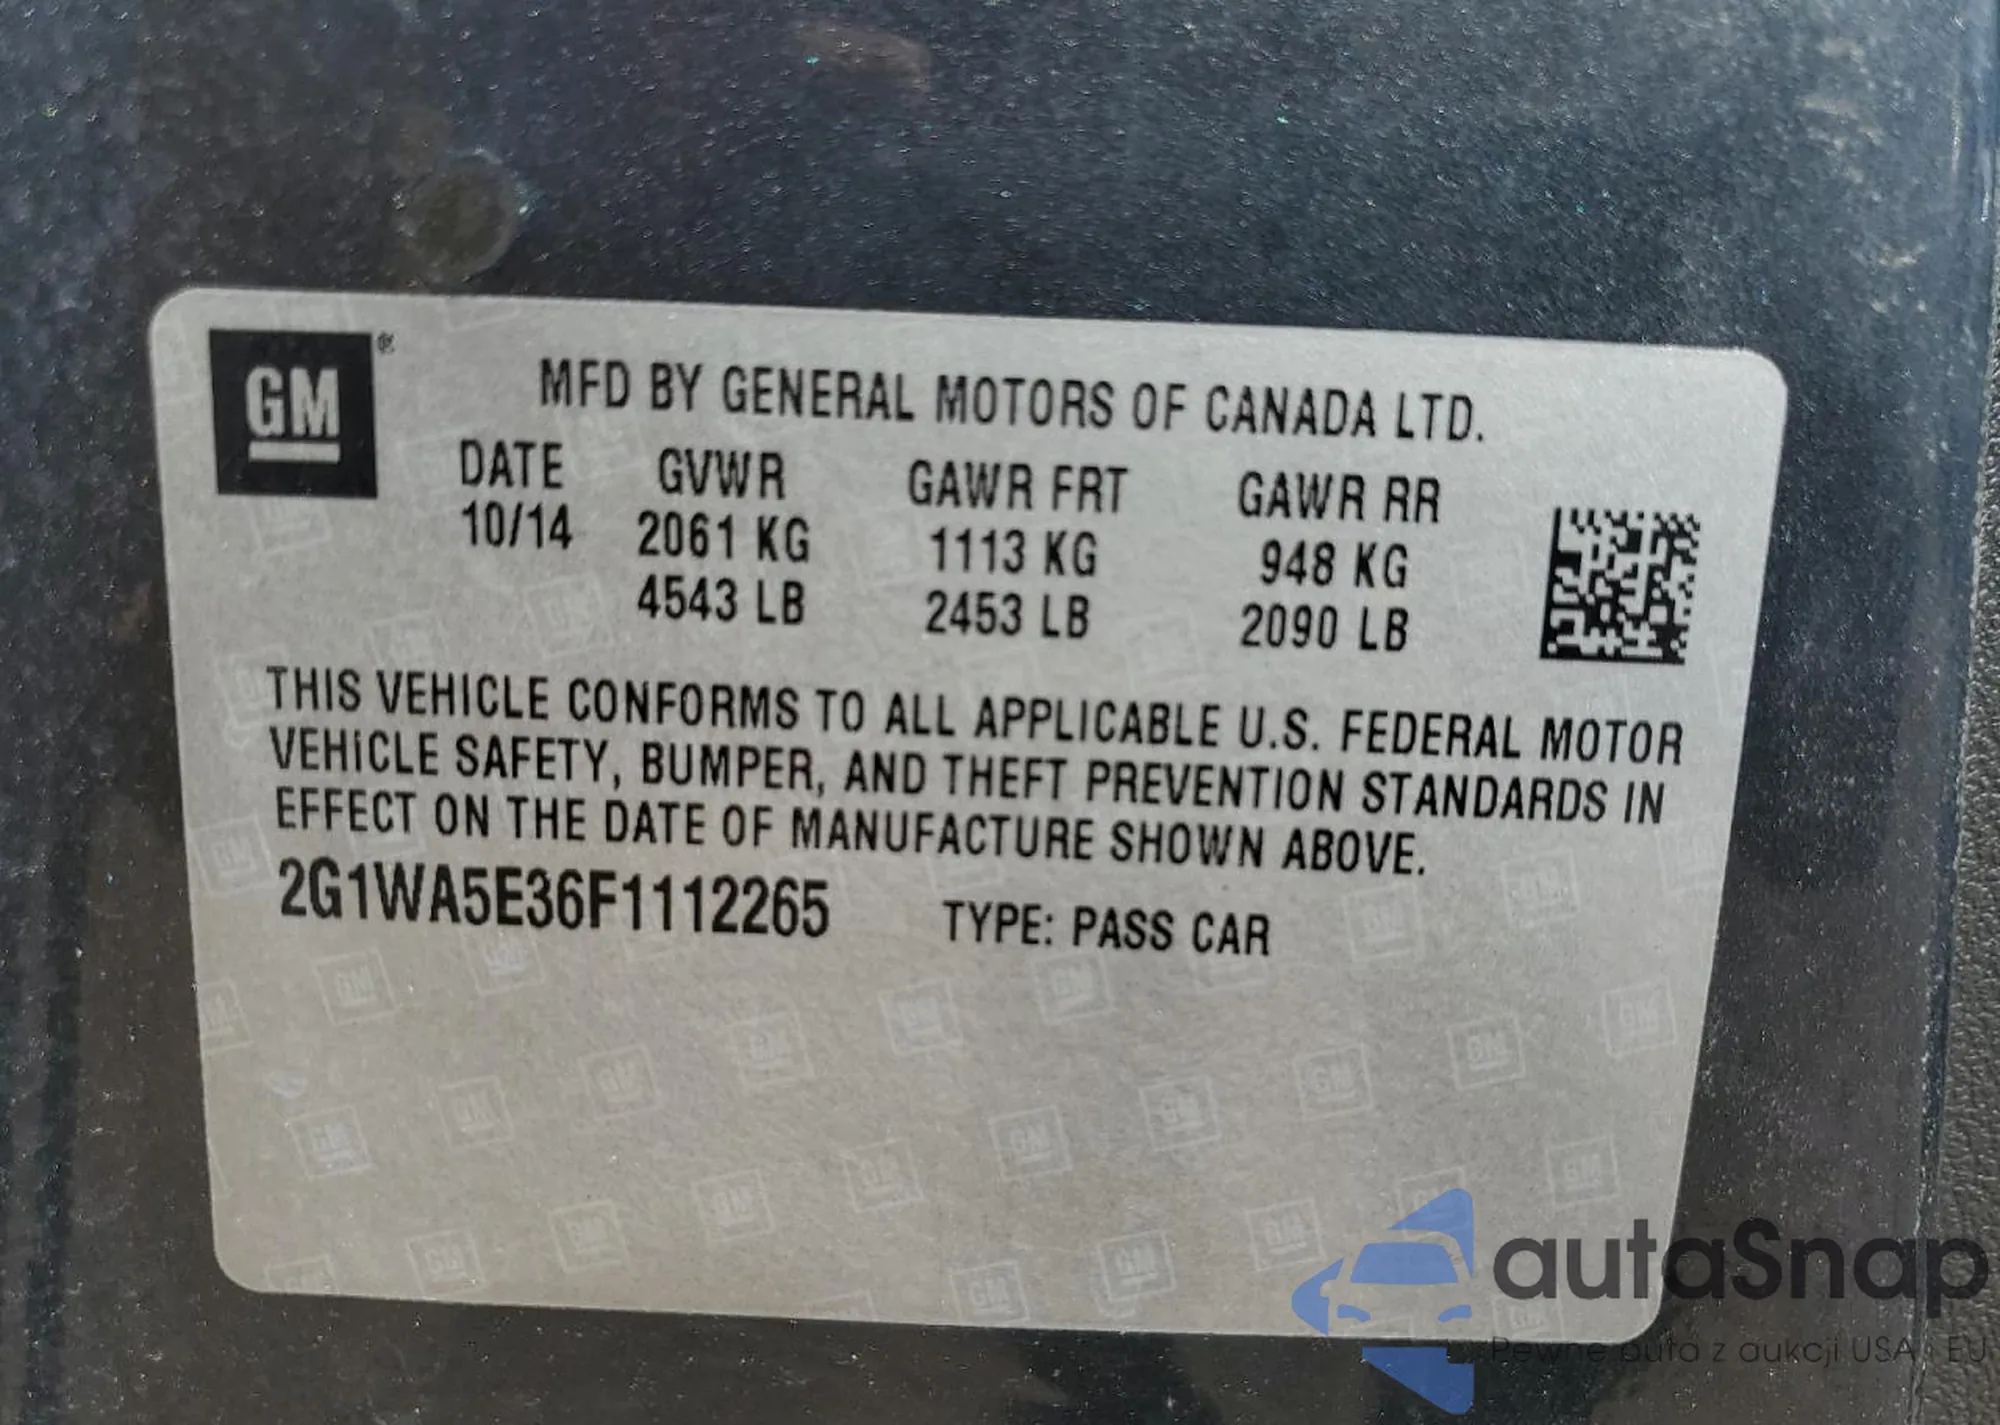 GM
MFD BY GENERAL MOTORS OF CANADA LTD.
DATE GVWR GAWR FRT GAWR RR
10/14 2061 KG 1113 KG 948 KG
4543 LB 2453 LB 2090 LB
THIS VEHICLE CONFORMS TO ALL APPLICABLE U.S. FEDERAL MOTOR
VEHICLE SAFETY, BUMPER, AND THEFT PREVENTION STANDARDS IN
EFFECT ON THE DATE OF MANUFACTURE SHOWN ABOVE.
2G1WA5E36F1112265 TYPE: PASS CAR
autaSnap
Pewne auta z aukcji USA i EU